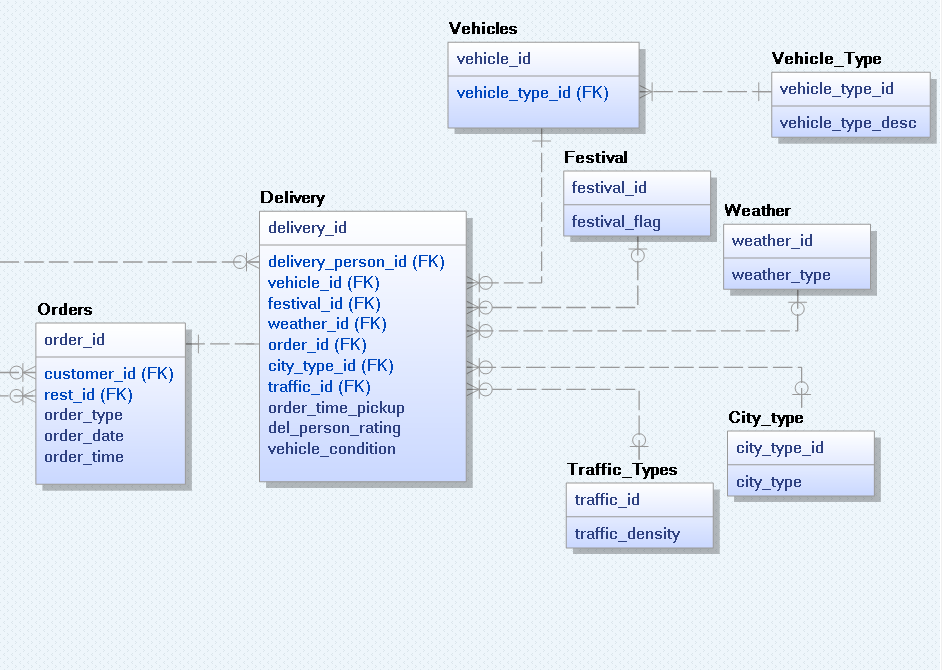 Vehicles
vehicle_id
vehicle_type_id (FK)
Vehicle_Type
vehicle_type_id
vehicle_type_desc
Festival
festival_id
festival_flag
Weather
weather_id
weather_type
Delivery
delivery_id
delivery_person_id (FK)
vehicle_id (FK)
festival_id (FK)
weather_id (FK)
order_id (FK)
city_type_id (FK)
traffic_id (FK)
order_time_pickup
del_person_rating
vehicle_condition
Orders
order_id
customer_id (FK)
rest_id (FK)
order_type
order_date
order_time
City_type
city_type_id
city_type
Traffic_Types
traffic_id
traffic_density